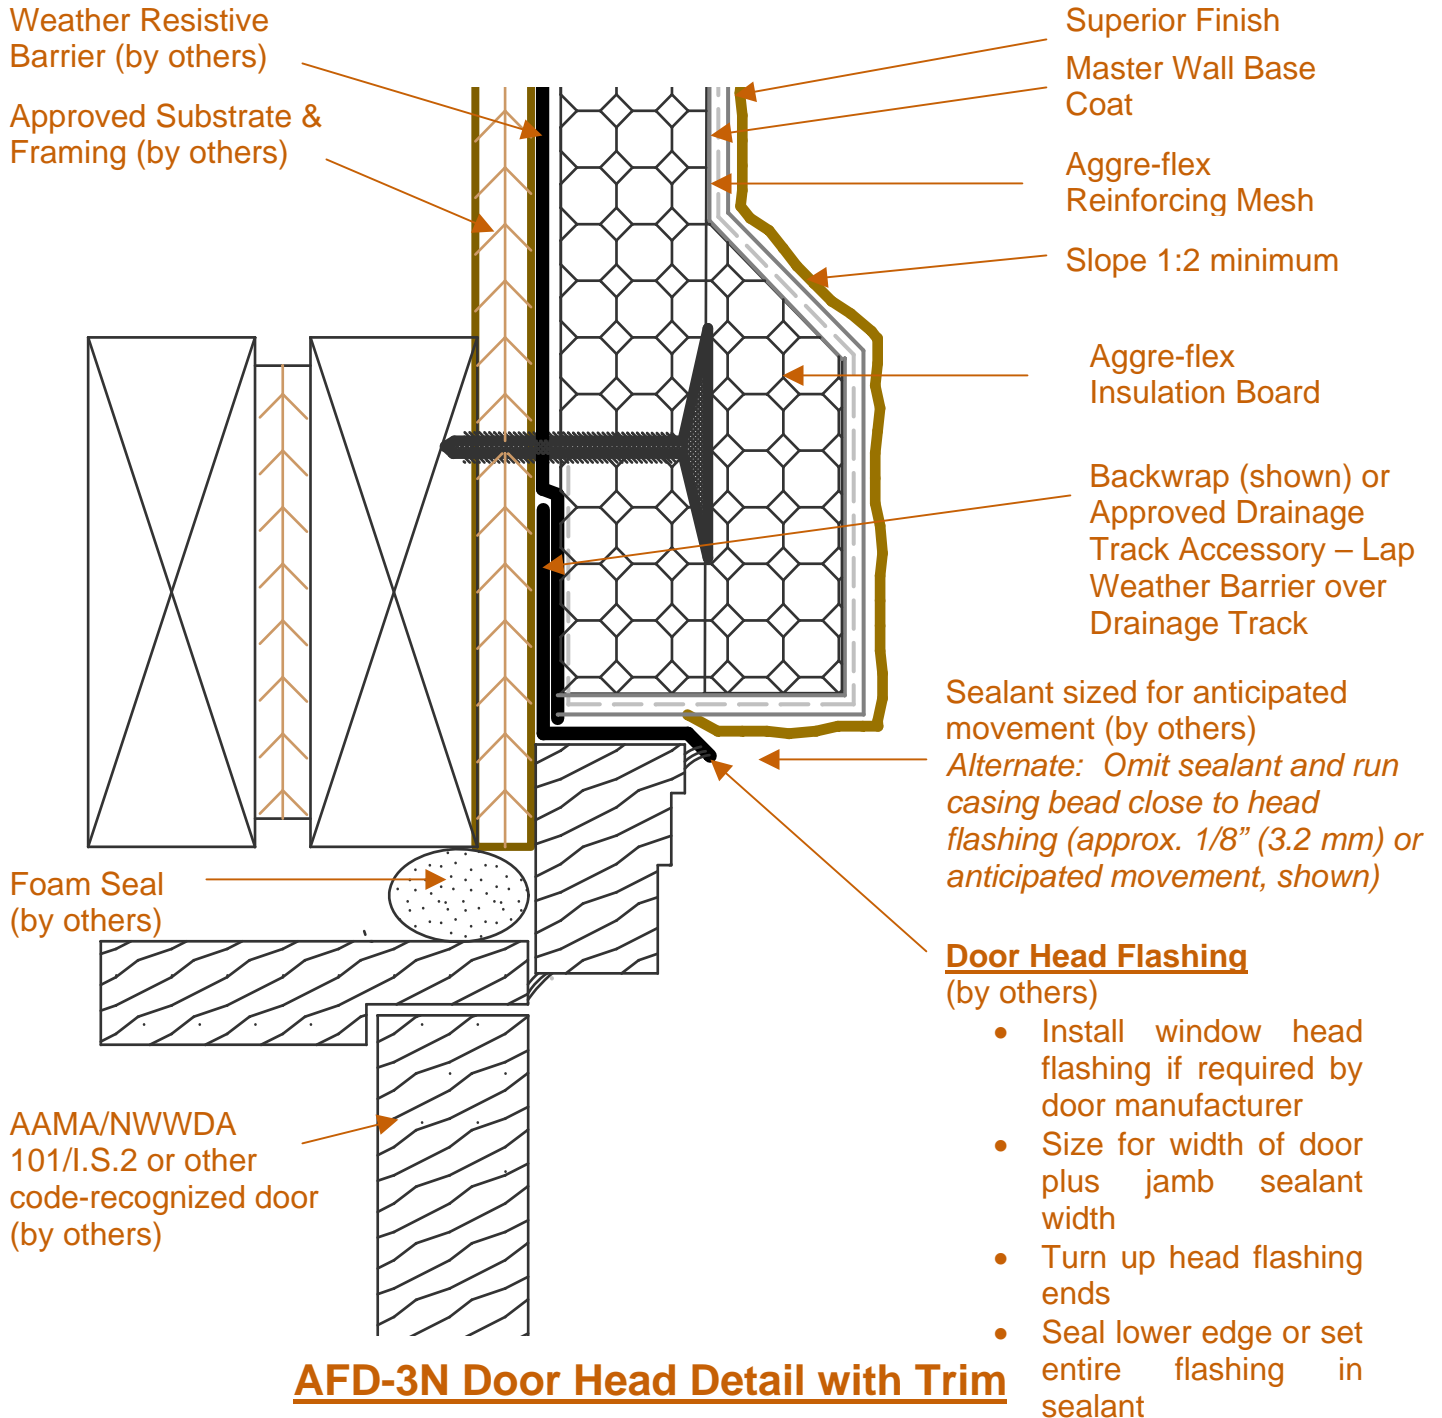 Weather Resistive
Barrier (by others)
Approved Substrate &
Framing (by others)
Superior Finish
Master Wall Base
Coat
Aggre-flex
Reinforcing Mesh
Slope 1:2 minimum
Aggre-flex
Insulation Board
Backwrap (shown) or
Approved Drainage
Track Accessory – Lap
Weather Barrier over
Drainage Track
Sealant sized for anticipated
movement (by others)
Alternate: Omit sealant and run
casing bead close to head
flashing (approx. 1/8” (3.2 mm) or
anticipated movement, shown)
Foam Seal
(by others)
Door Head Flashing
(by others)
• Install window head
flashing if required by
door manufacturer
• Size for width of door
plus jamb sealant
width
• Turn up head flashing
ends
• Seal lower edge or set
entire flashing in
sealant
AAMA/NWWDA
101/I.S.2 or other
code-recognized door
(by others)
AFD-3N Door Head Detail with Trim